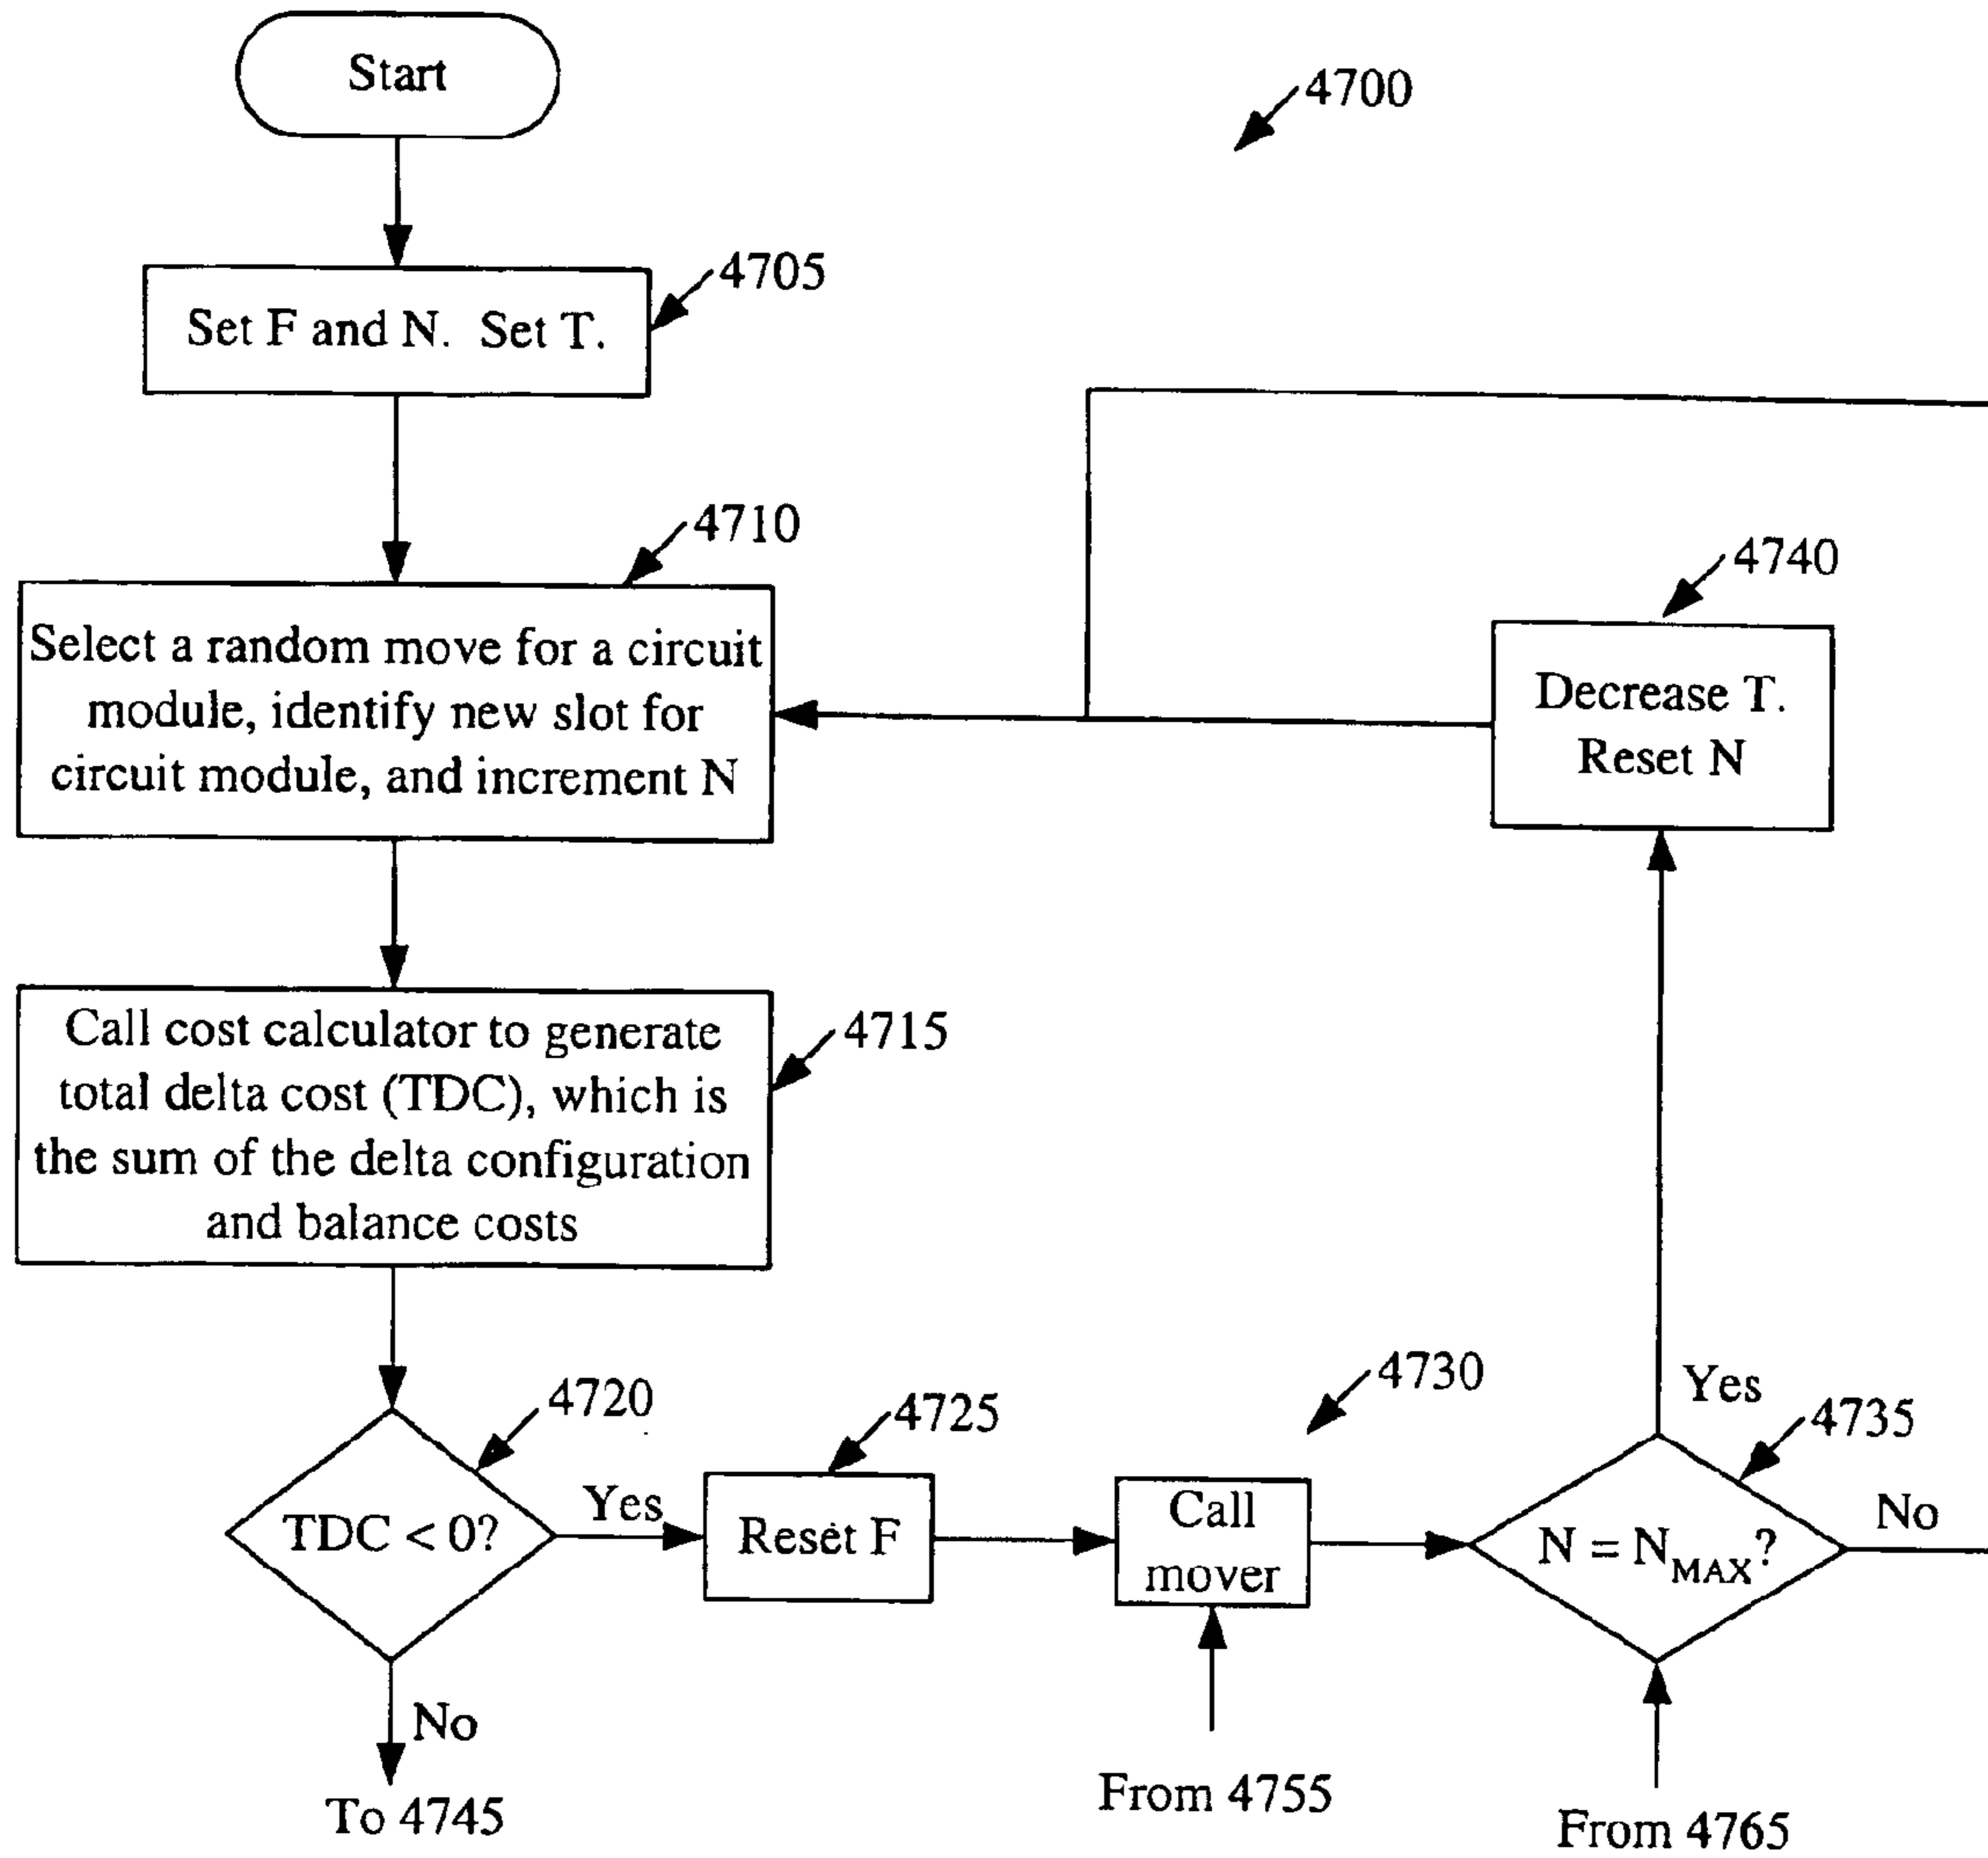 Start
4700
4705
Set F and N. Set T.
4710
Select a random move for a circuit
module, identify new slot for
circuit module, and increment N
4740
Decrease T.
Reset N
Call cost calculator to generate
total delta cost (TDC), which is
the sum of the delta configuration
and balance costs
4715
4720
TDC < 0?
Yes
No
To 4745
4725
Reset F
4730
Call
mover
From 4755
Yes
4735
N = NMAX?
No
From 4765